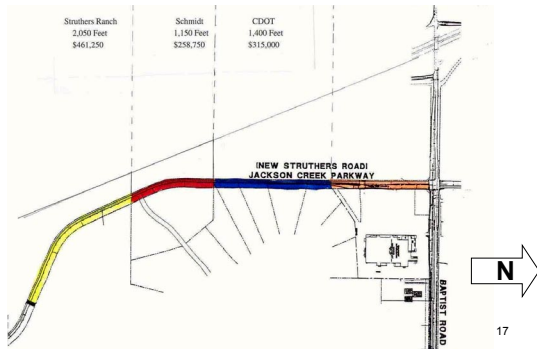 Struthers Ranch
2,050 Feet
$461,250
Schmidt
1,150 Feet
$258,750
CDOT
1,400 Feet
$315,000
(NEW STRUTHERS ROAD)
JACKSON CREEK PARKWAY
BAPTIST ROAD
N
17